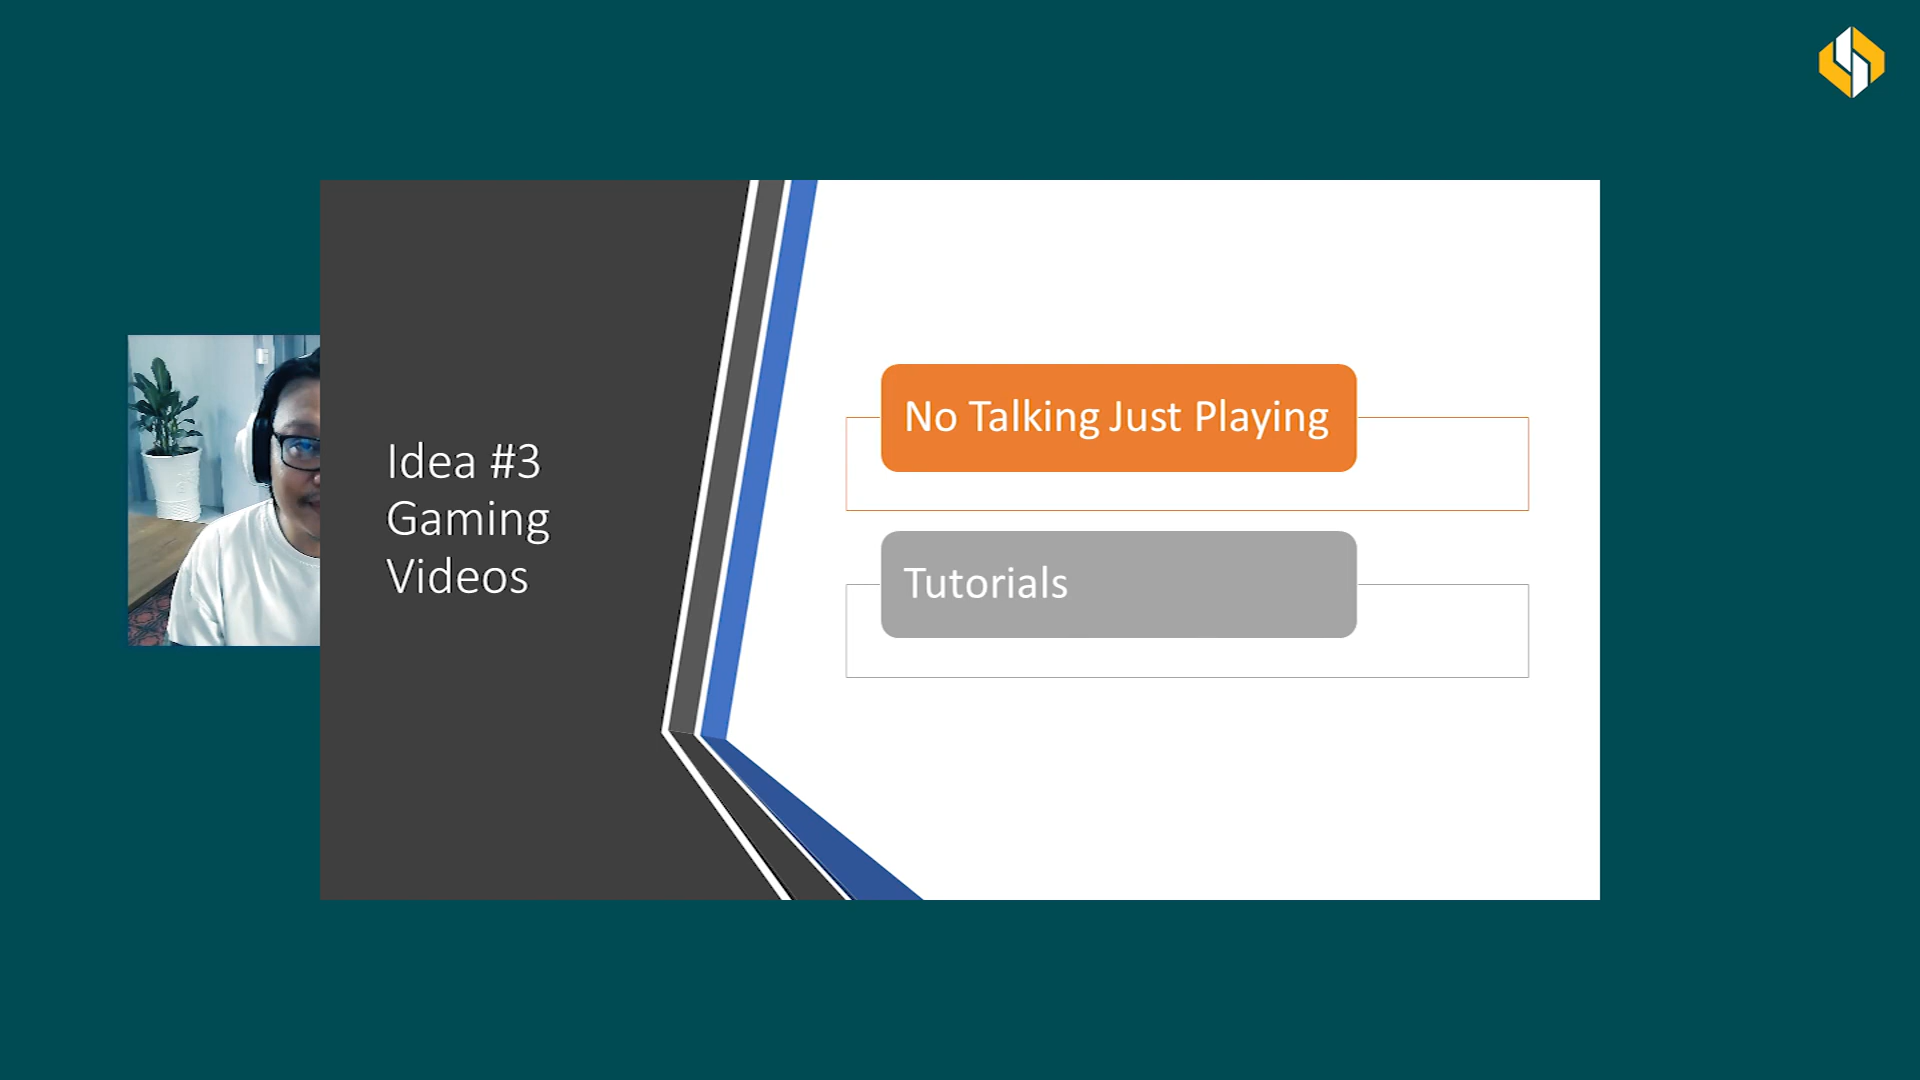 Idea #3
Gaming
Videos
No Talking Just Playing
Tutorials